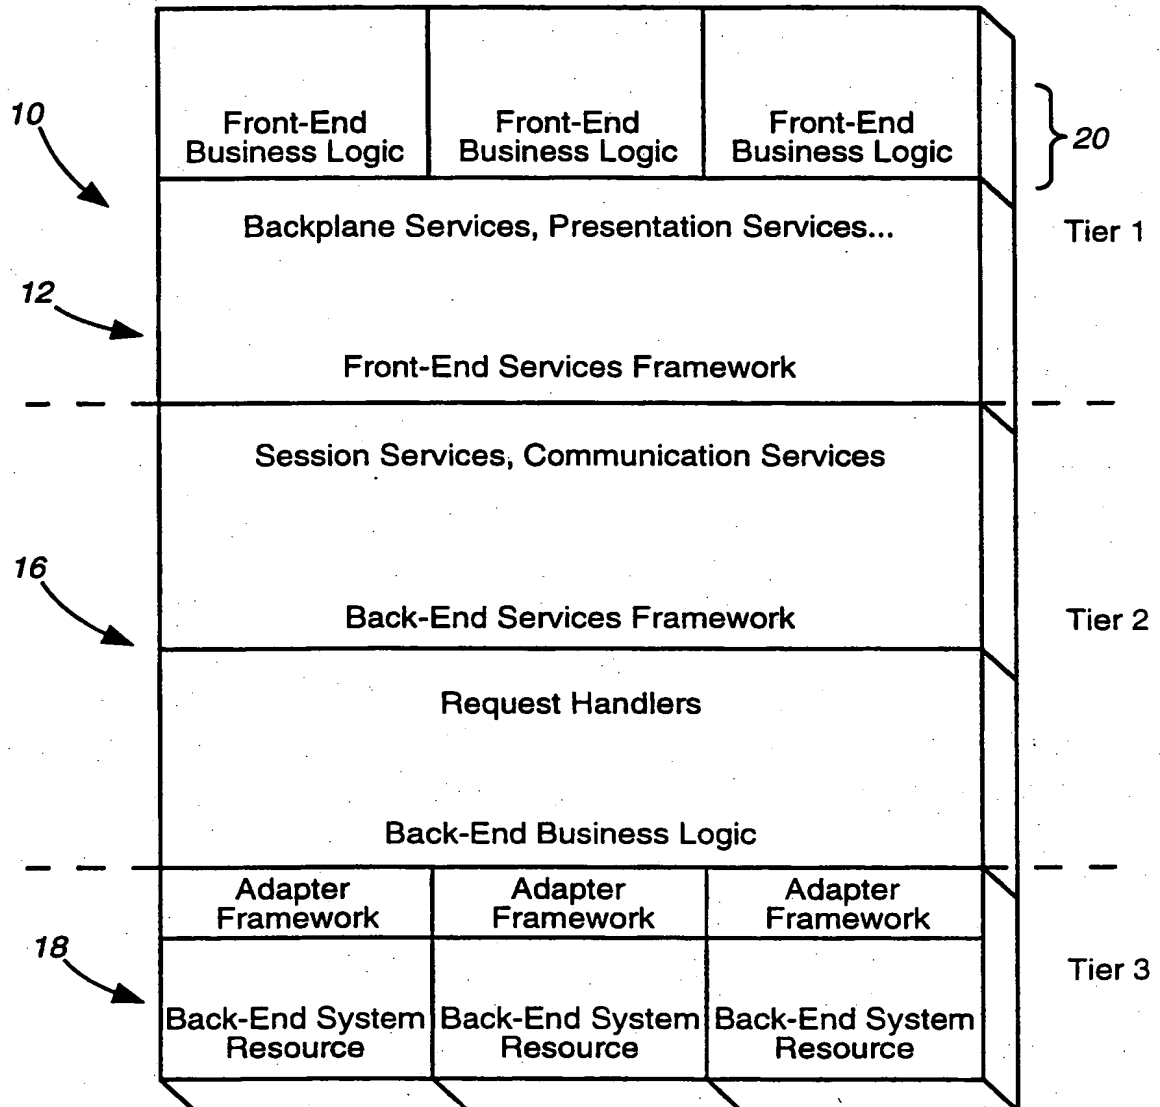 10
Front-End
Business Logic
Front-End
Business Logic
Front-End
Business Logic
20
Backplane Services, Presentation Services...
Tier 1
12
Front-End Services Framework
Session Services, Communication Services
16
Back-End Services Framework
Tier 2
Request Handlers
Back-End Business Logic
Adapter
Framework
Adapter
Framework
Adapter
Framework
18
Tier 3
Back-End System
Resource
Back-End System
Resource
Back-End System
Resource